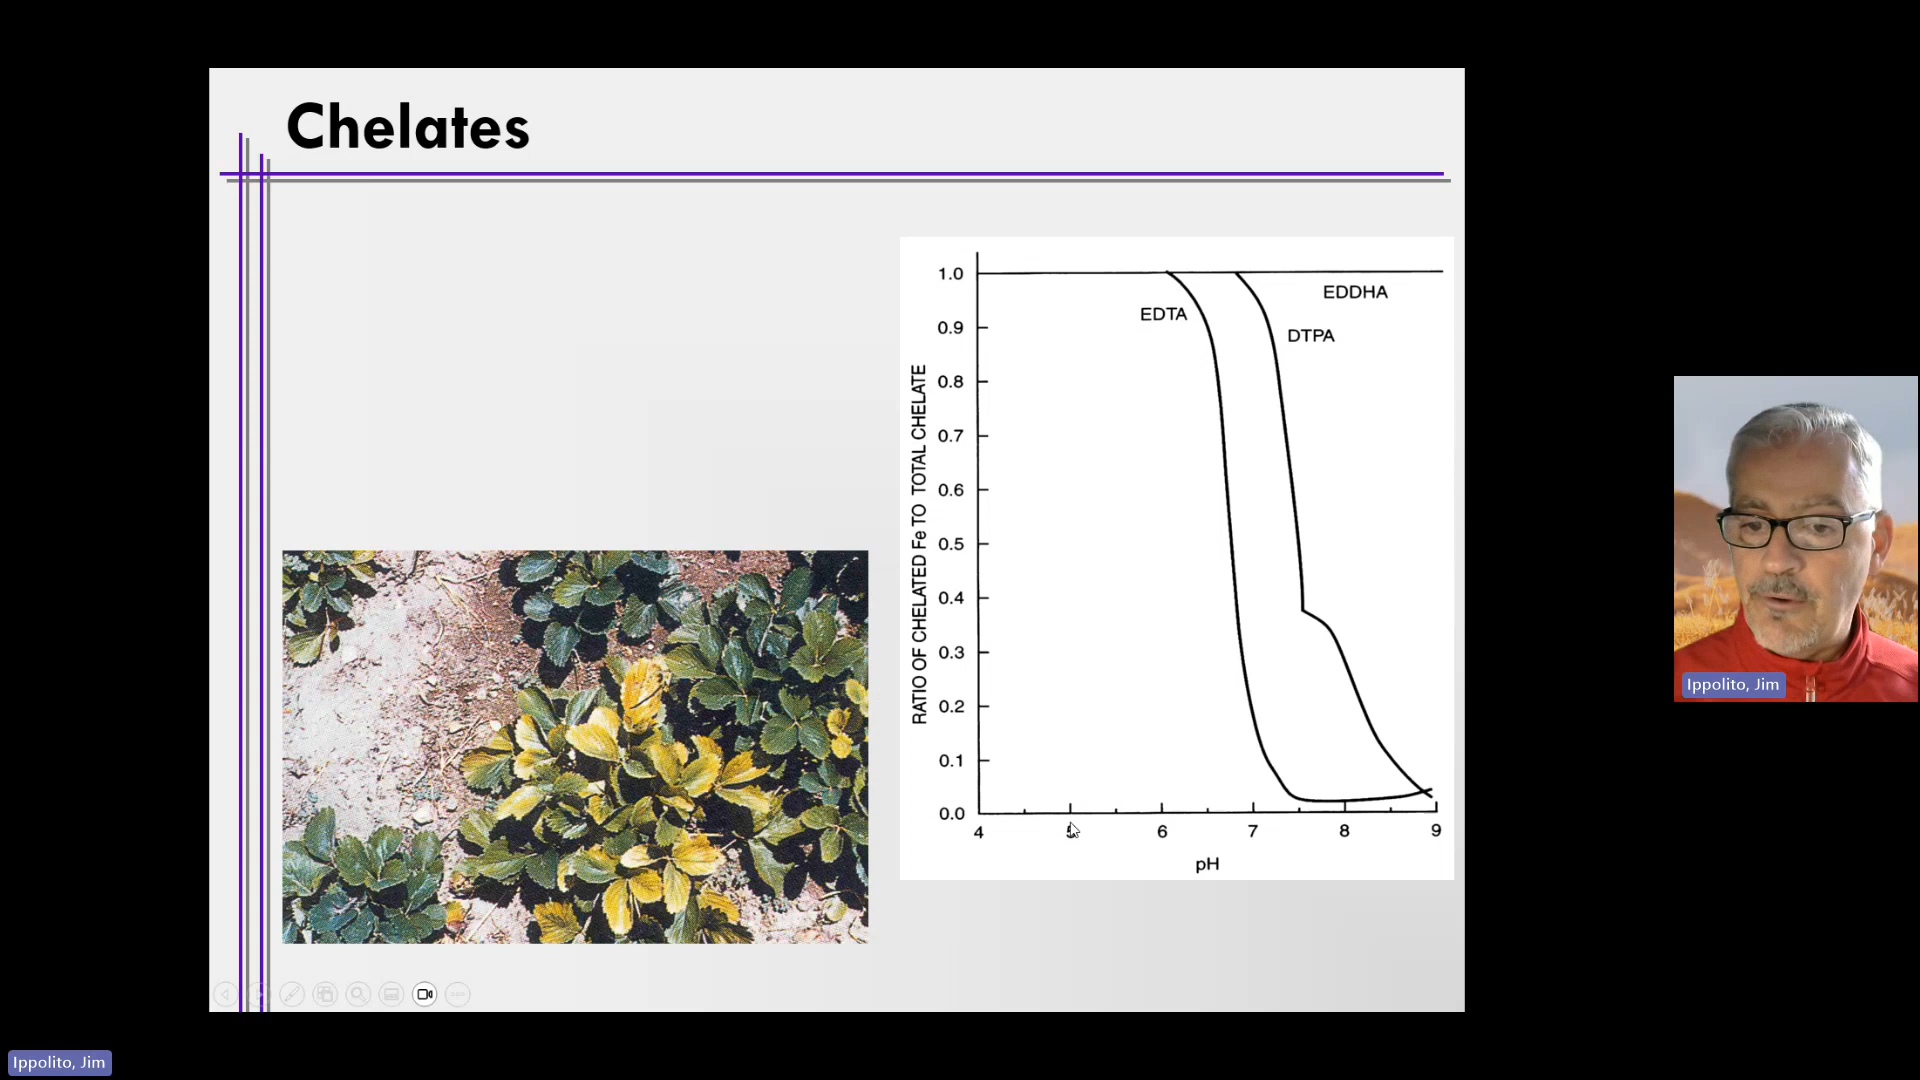 Chelates
1.0
0.9
0.8
0.7
0.6
0.5
0.4
0.3
0.2
0.1
0.0
RATIO OF CHELATED Fe TO TOTAL CHELATE
EDTA
EDDHA
DTPA
4
6
7
8
9
pH
Ippolito, Jim
Ippolito, Jim